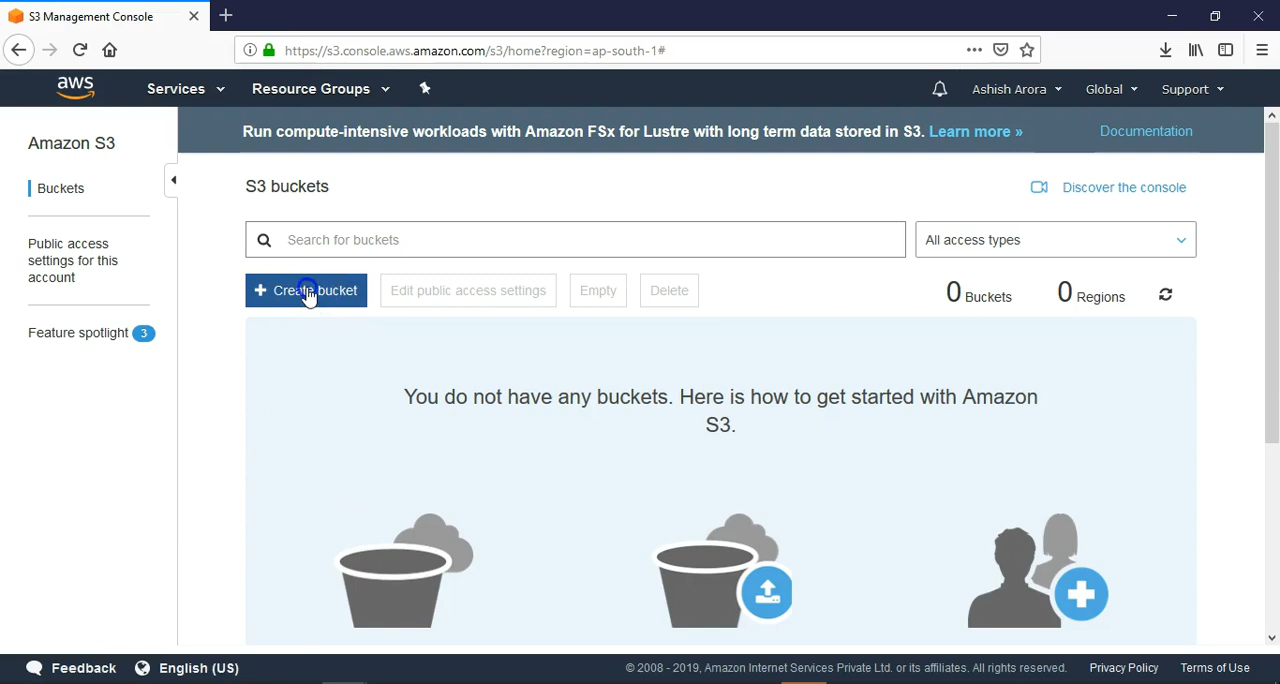 S3 Management Console
https://s3.console.aws.amazon.com/s3/home?region=ap-south-1#
aws
Services
Resource Groups
Ashish Arora
Global
Support
Amazon S3
Buckets
Public access
settings for this
account
Feature spotlight 3
Run compute-intensive workloads with Amazon FSx for Lustre with long term data stored in S3. Learn more »
Documentation
S3 buckets
Discover the console
Search for buckets
All access types
+ Create bucket
Edit public access settings
Empty
Delete
0 Buckets
0 Regions
You do not have any buckets. Here is how to get started with Amazon
S3.
Feedback
English (US)
© 2008 - 2019, Amazon Internet Services Private Ltd. or its affiliates. All rights reserved.
Privacy Policy
Terms of Use